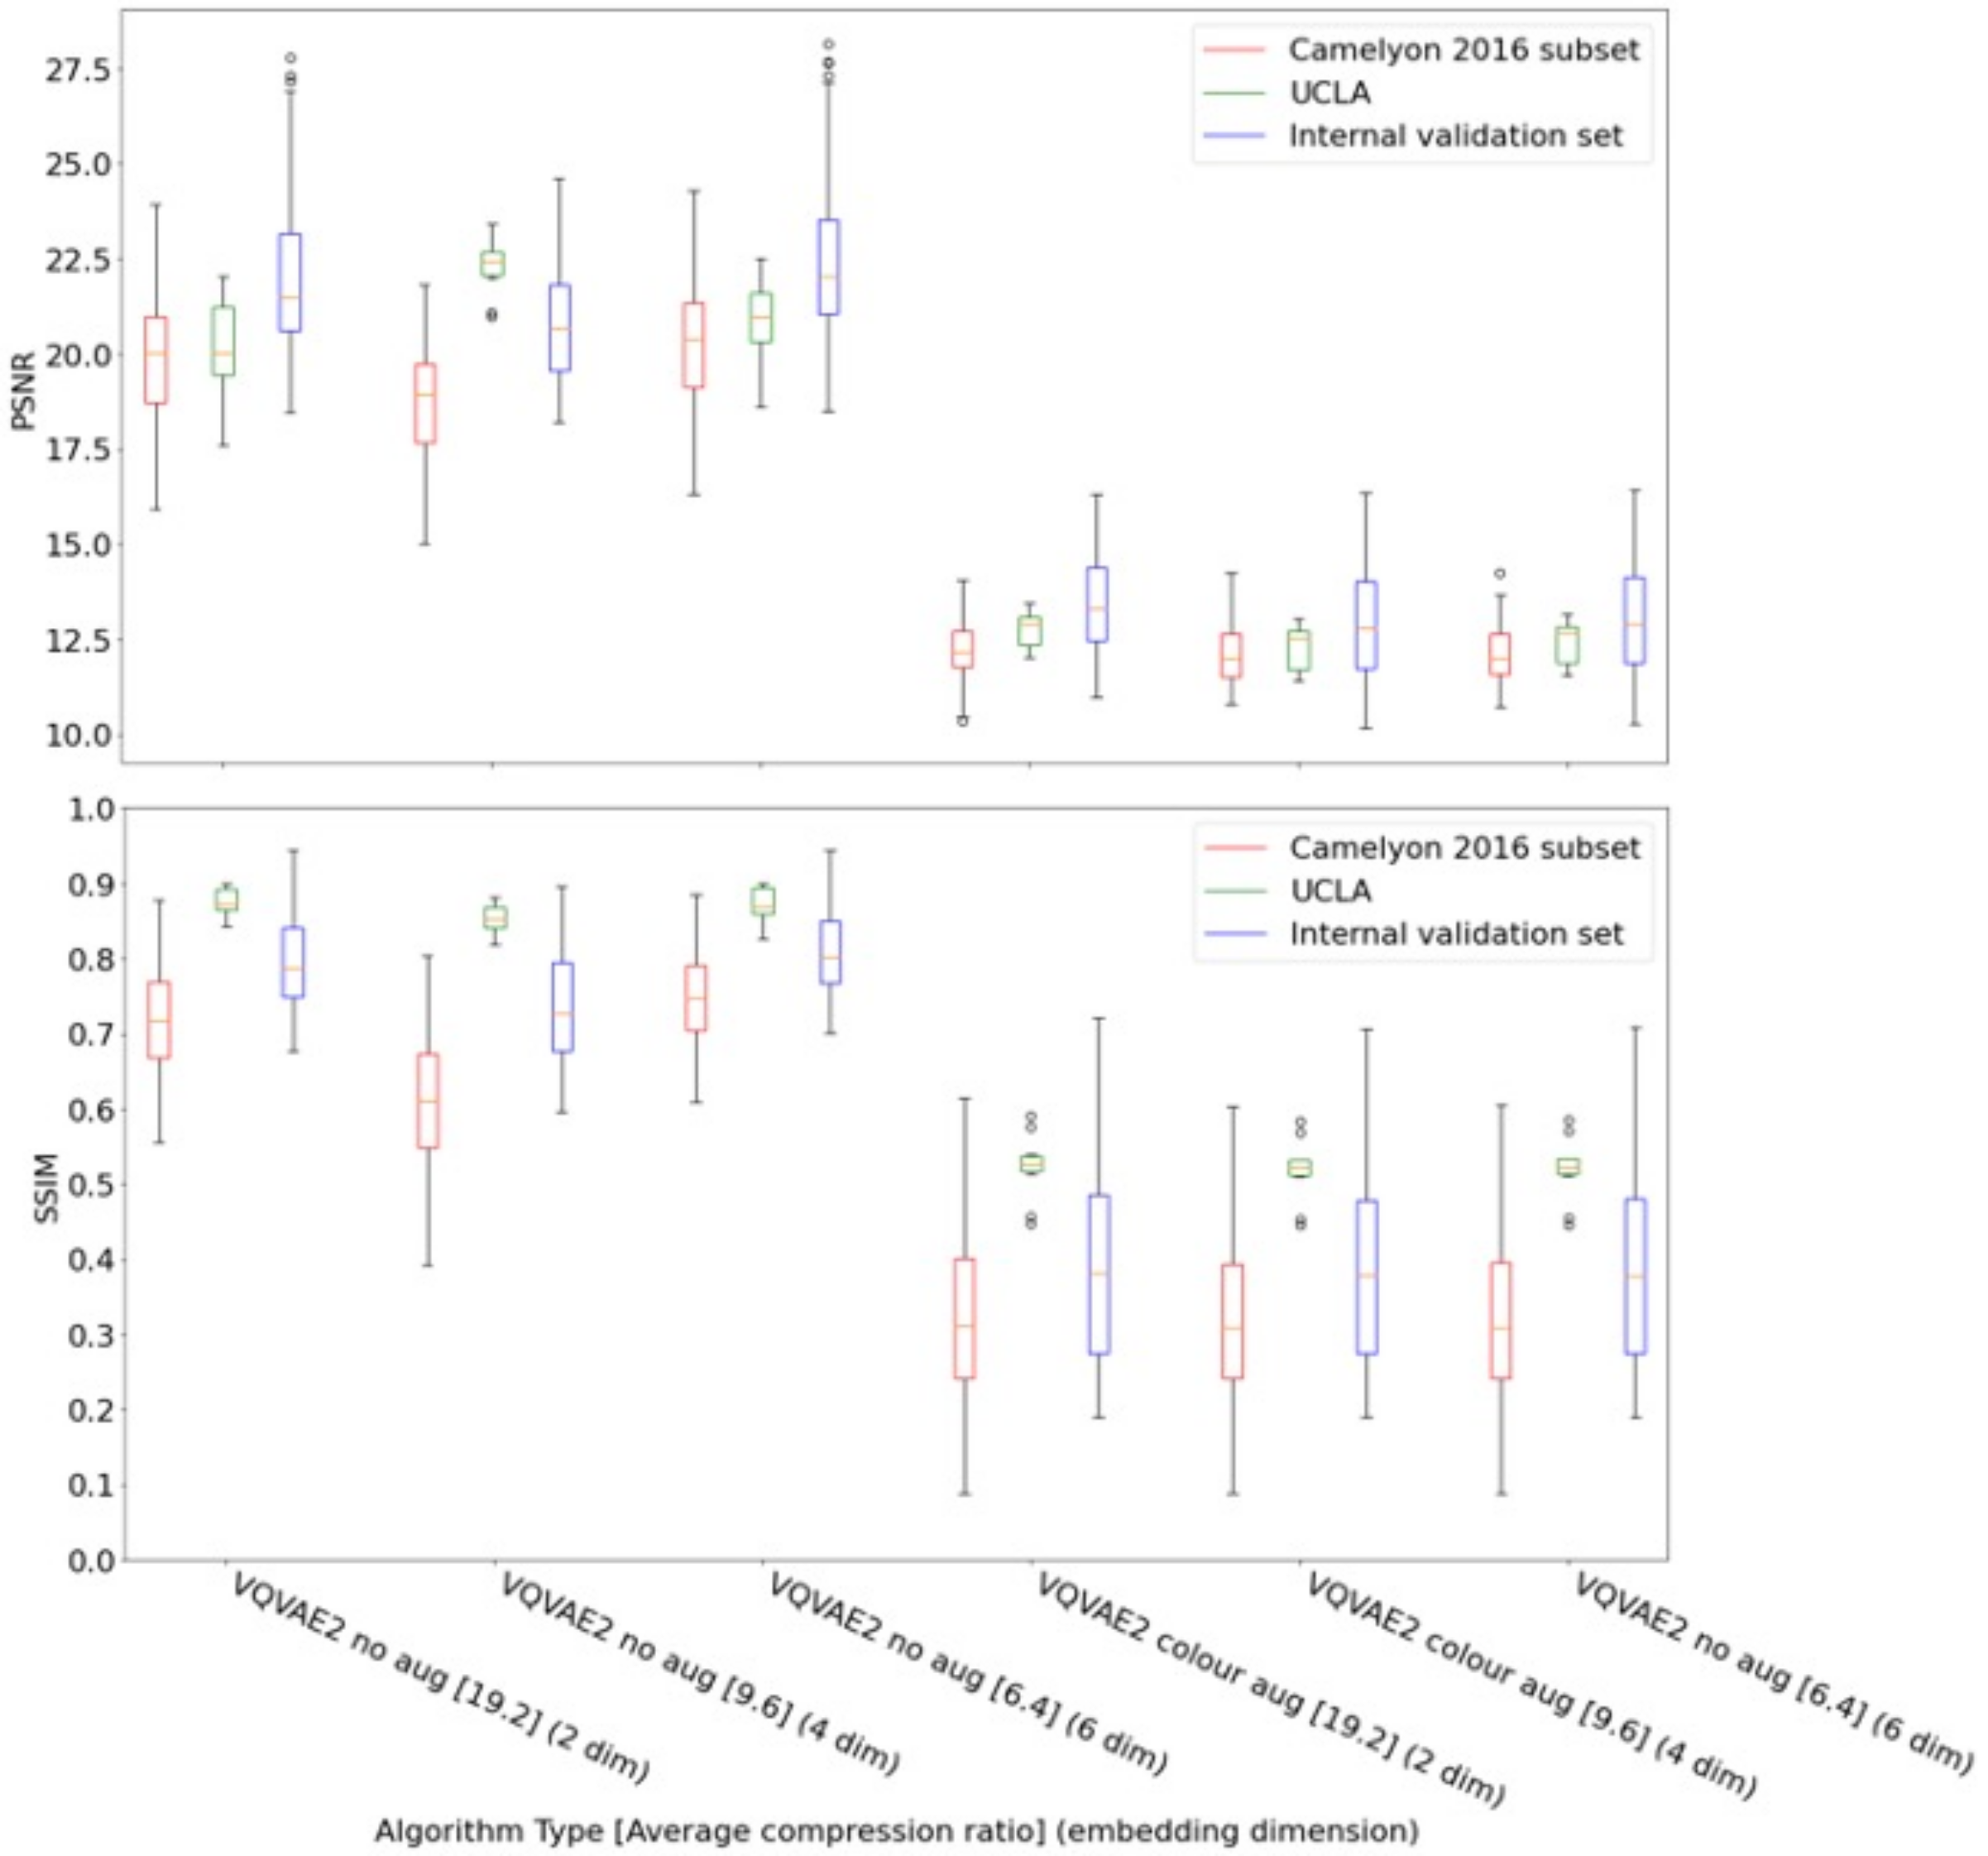 27.5
25.0
22.5
20.0
17.5
15.0
12.5
10.0
PSNR
Camelyon 2016 subset
UCLA
Internal validation set
1.0
0.9
0.8
0.7
0.6
0.5
0.4
0.3
0.2
0.1
0.0
SSIM
Camelyon 2016 subset
UCLA
Internal validation set
VQVAE2 no aug [19.2] (2 dim)
VQVAE2 no aug [9.6] (4 dim)
VQVAE2 no aug [6.4] (6 dim)
VQVAE2 colour aug [19.2] (2 dim)
VQVAE2 colour aug [9.6] (4 dim)
VQVAE2 no aug [6.4] (6 dim)
Algorithm Type [Average compression ratio] (embedding dimension)